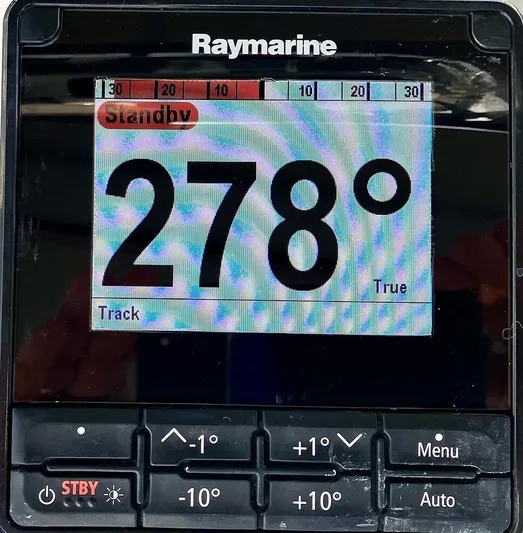 Raymarine
30 20 10 10 20 30
Standby
278°
True
Track
-1° +1° Menu
STBY -10° +10° Auto